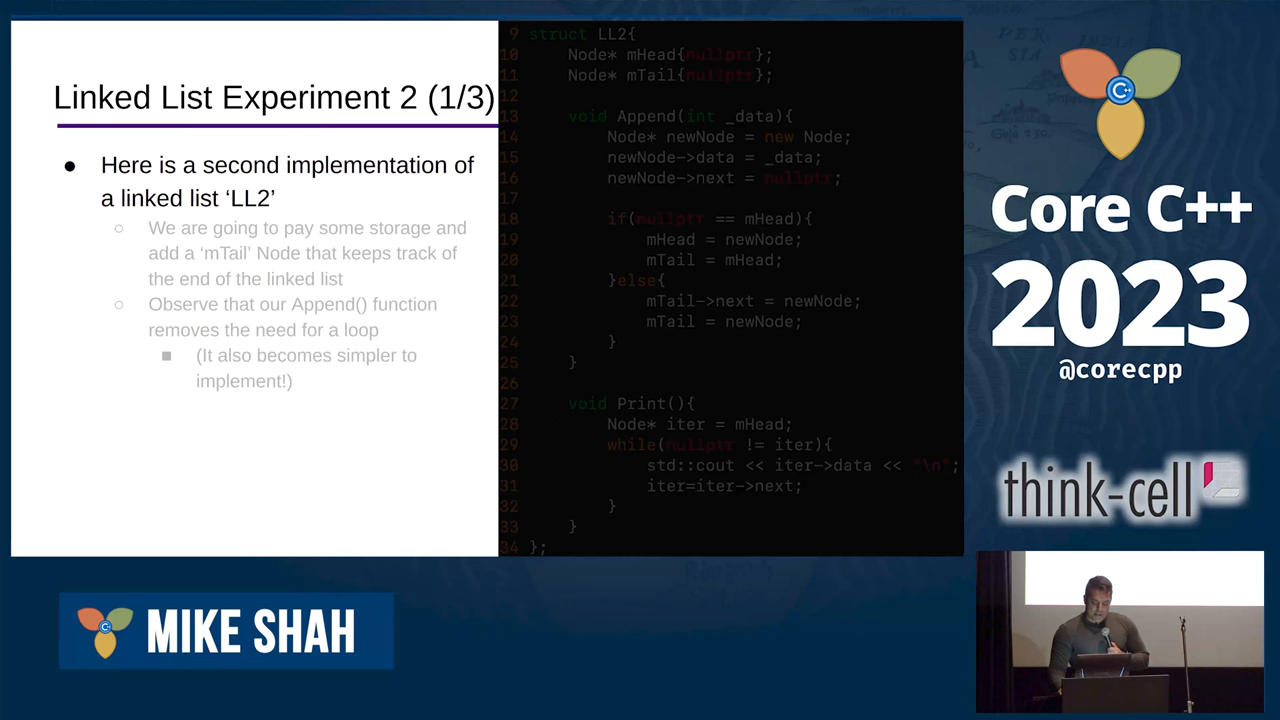 Linked List Experiment 2 (1/3)
● Here is a second implementation of
a linked list ‘LL2’
○ We are going to pay some storage and
add a ‘mTail’ Node that keeps track of
the end of the linked list
○ Observe that our Append() function
removes the need for a loop
■ (It also becomes simpler to
implement!)
9 struct LL2{
10 Node* mHead{nullptr};
11 Node* mTail{nullptr};
12
13 void Append(int _data){
14 Node* newNode = new Node;
15 newNode->data = _data;
16 newNode->next = nullptr;
17
18 if(nullptr == mHead){
19 mHead = newNode;
20 mTail = mHead;
21 }else{
22 mTail->next = newNode;
23 mTail = newNode;
24 }
25 }
26
27 void Print(){
28 Node* iter = mHead;
29 while(nullptr != iter){
30 std::cout << iter->data << "\n";
31 iter=iter->next;
32 }
33 }
34 };
C++
Core C++
2023
@corecpp
think-cell
C++
MIKE SHAH